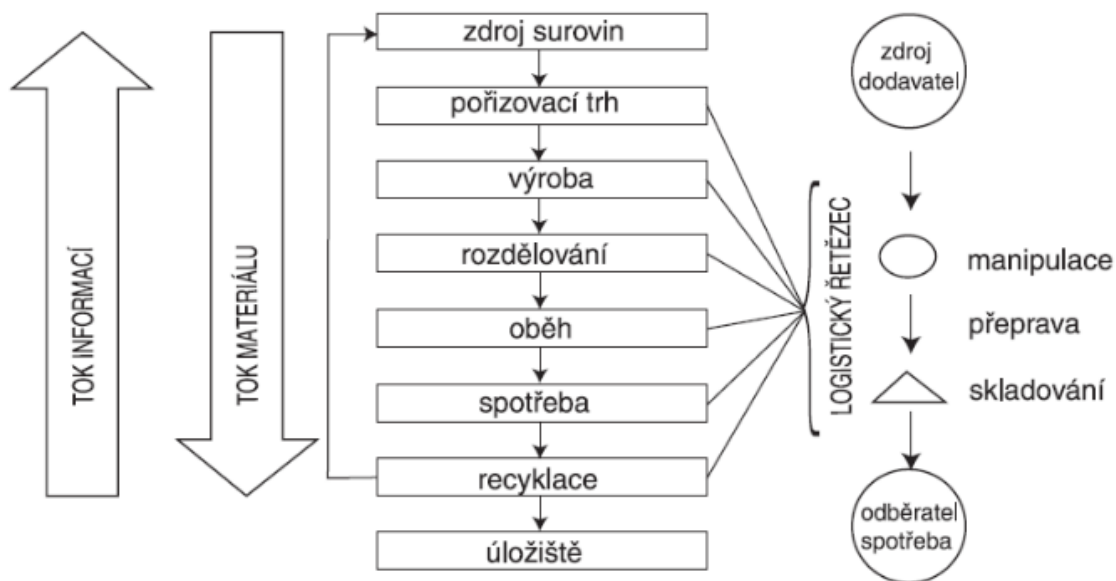 TOK INFORMACÍ
TOK MATERIÁLU
zdroj surovin
pořizovací trh
výroba
rozdělování
oběh
spotřeba
recyklace
úložiště
LOGISTICKÝ ŘETĚZEC
zdroj
dodavatel
manipulace
přeprava
skladování
odběratel
spotřeba